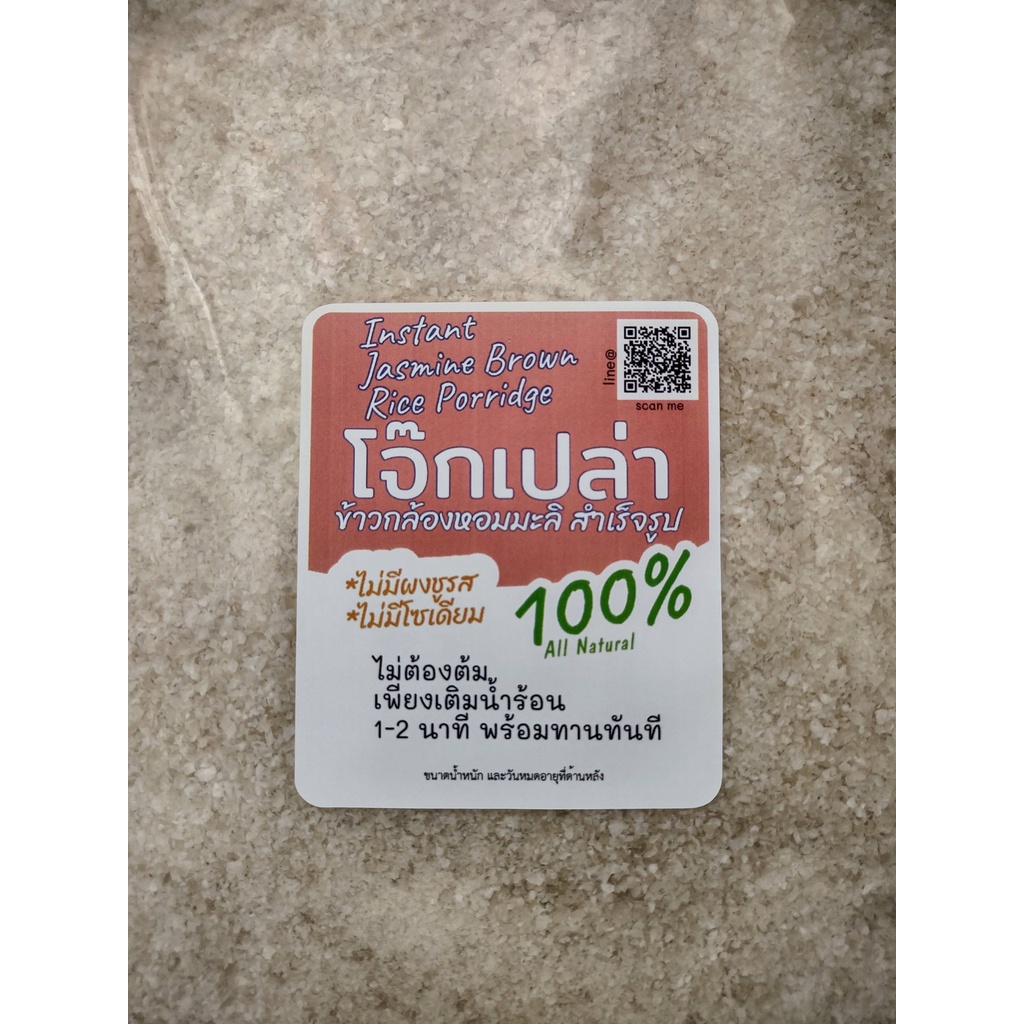 Instant
Jasmine Brown
Rice Porridge
line@
scan me
โจ๊กเปล่า
ข้าวกล้องหอมมะลิ สำเร็จรูป
*ไม่มีผงชูรส
*ไม่มีโซเดียม
100%
All Natural
ไม่ต้องต้ม
เพียงเติมน้ำร้อน
1-2 นาที พร้อมทานทันที
ขนาดน้ำหนัก และวันหมดอายุที่ด้านหลัง